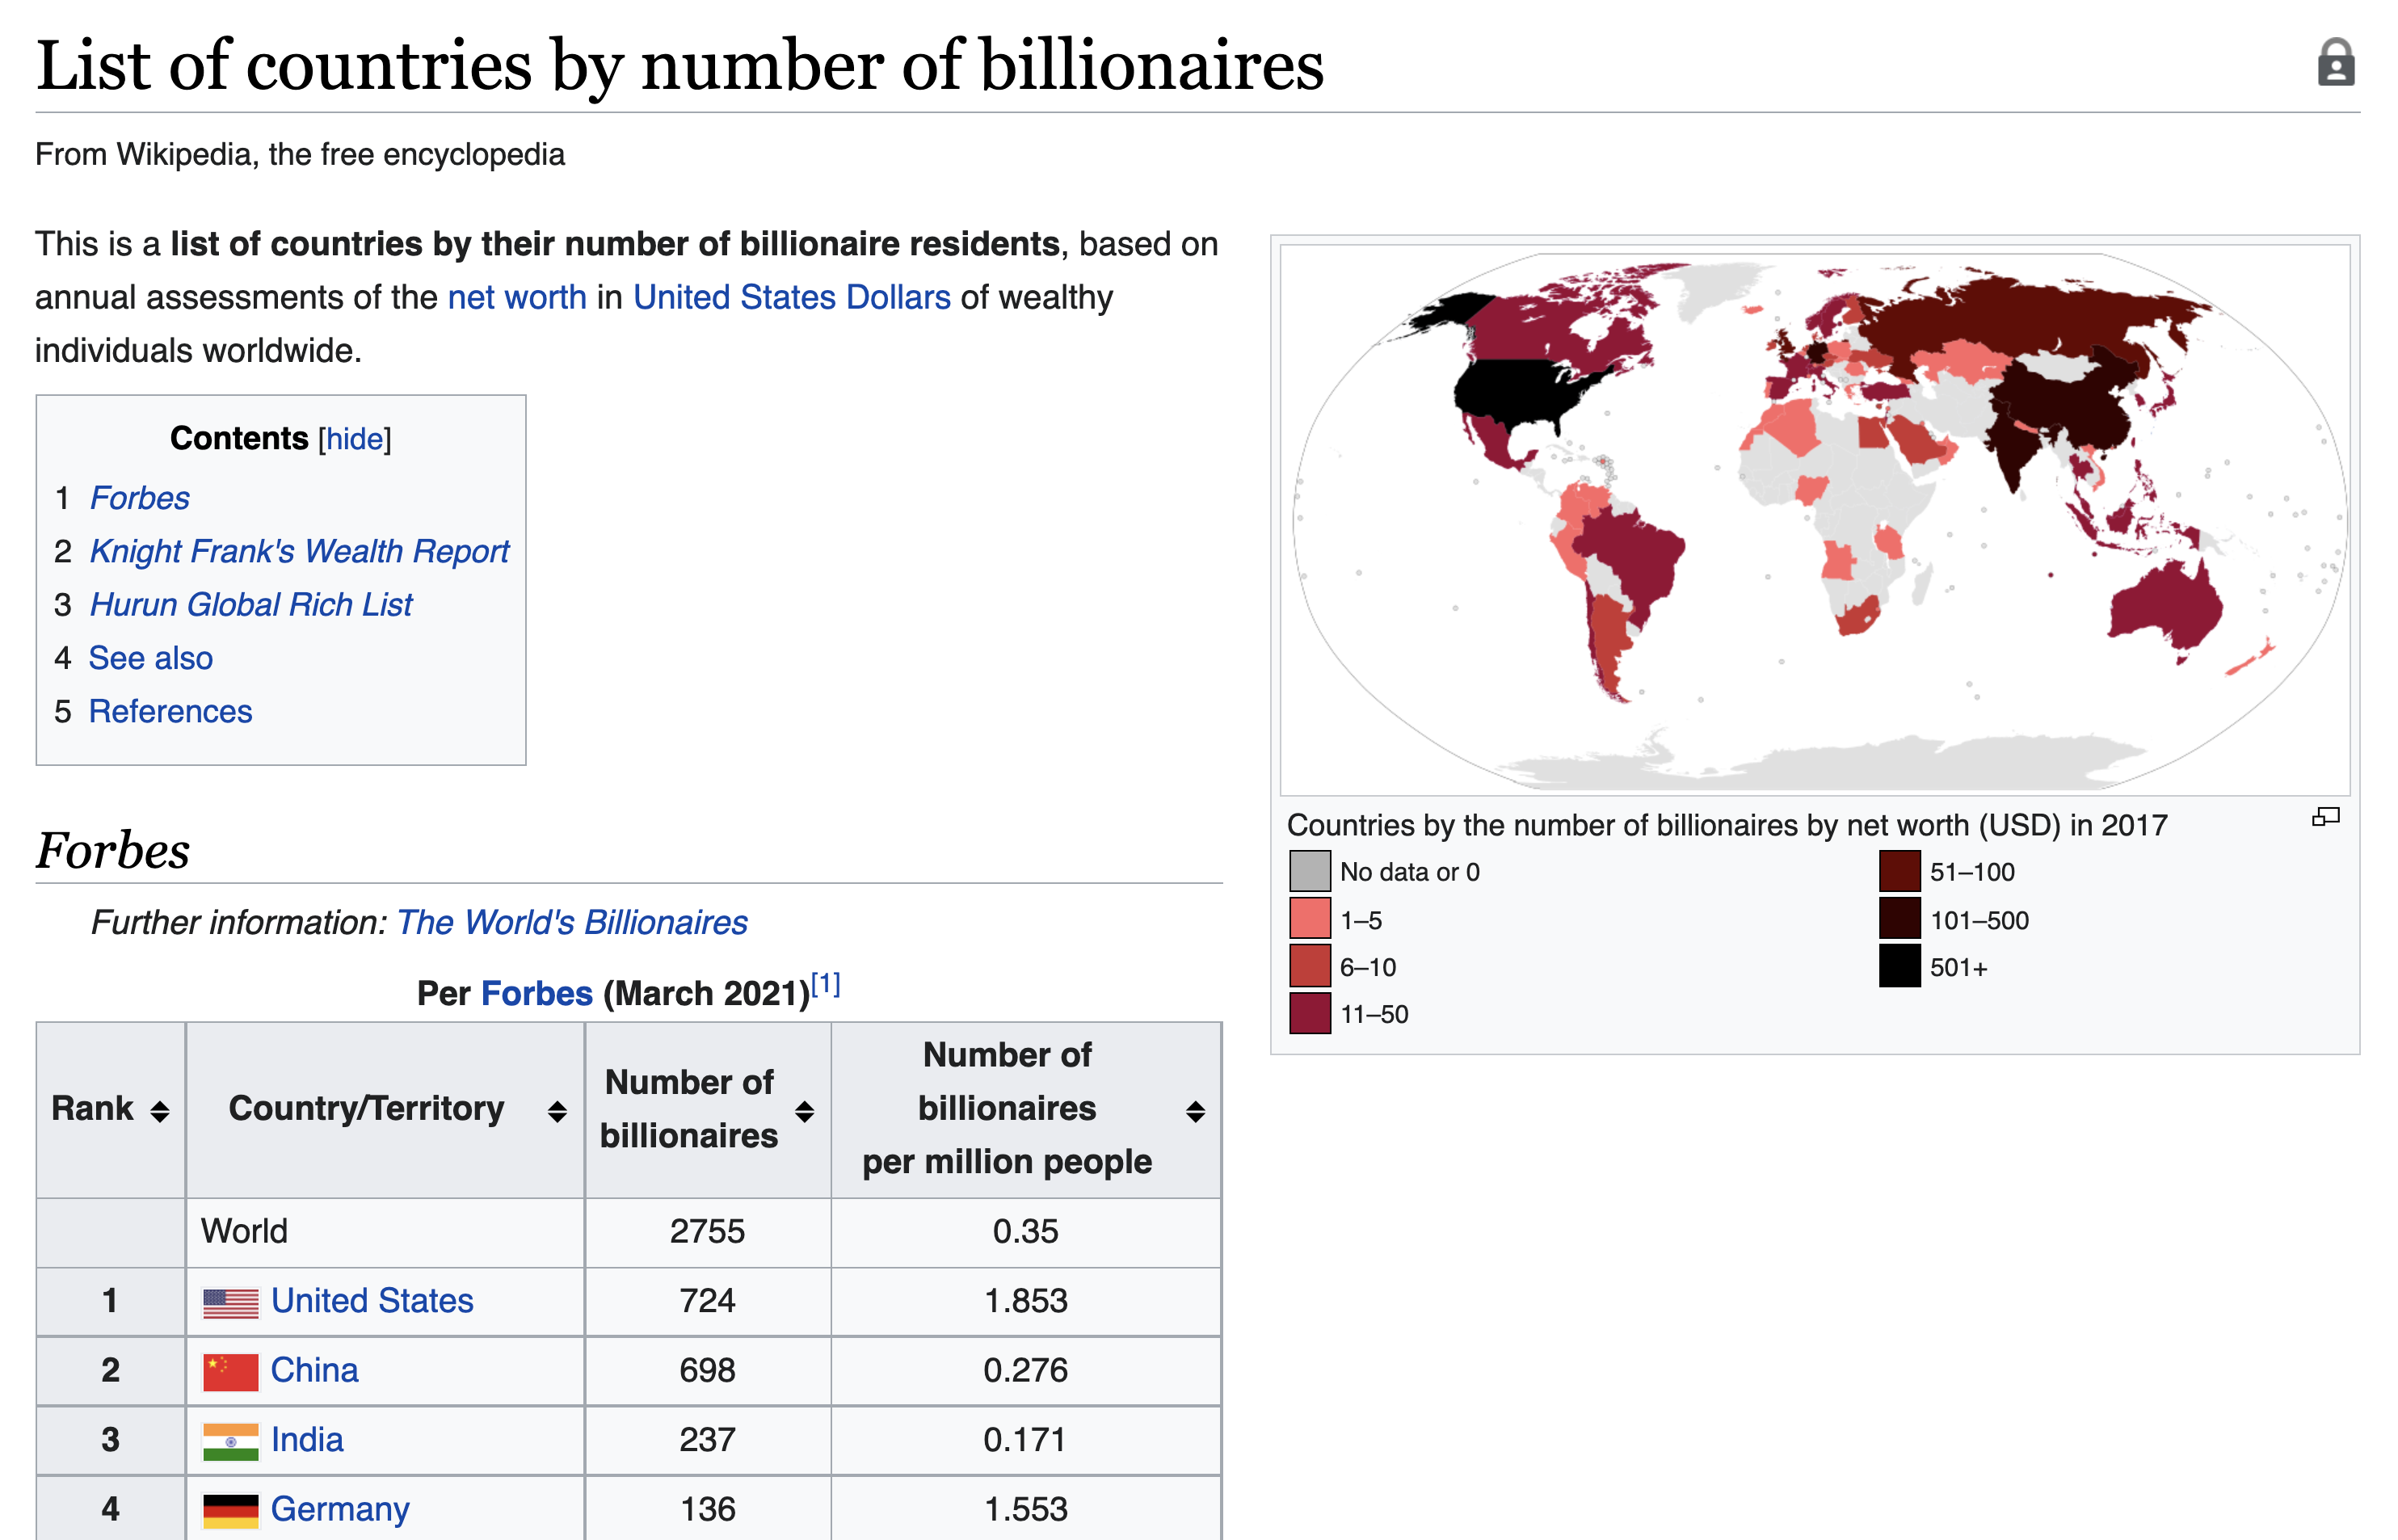 List of countries by number of billionaires
From Wikipedia, the free encyclopedia
This is a list of countries by their number of billionaire residents, based on
annual assessments of the net worth in United States Dollars of wealthy
individuals worldwide.
Contents [hide]
1 Forbes
2 Knight Frank's Wealth Report
3 Hurun Global Rich List
4 See also
5 References
Countries by the number of billionaires by net worth (USD) in 2017
No data or 0
1–5
6–10
11–50
51–100
101–500
501+
Forbes
Further information: The World's Billionaires
Per Forbes (March 2021)[1]
Rank Country/Territory Number of billionaires Number of billionaires per million people
World 2755 0.35
1 United States 724 1.853
2 China 698 0.276
3 India 237 0.171
4 Germany 136 1.553